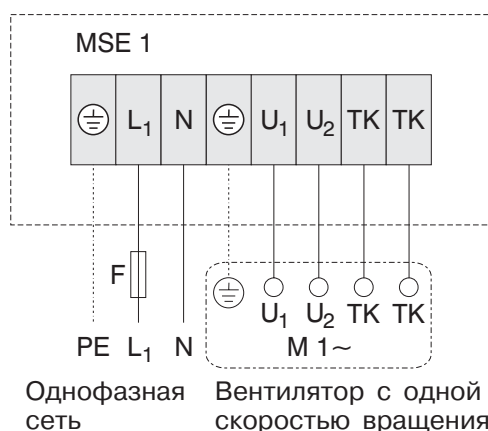 MSE 1
L₁ N U₁ U₂ TK TK
F
U₁ U₂ TK TK
PE L₁ N M 1~
Однофазная сеть
Вентилятор с одной скоростью вращения